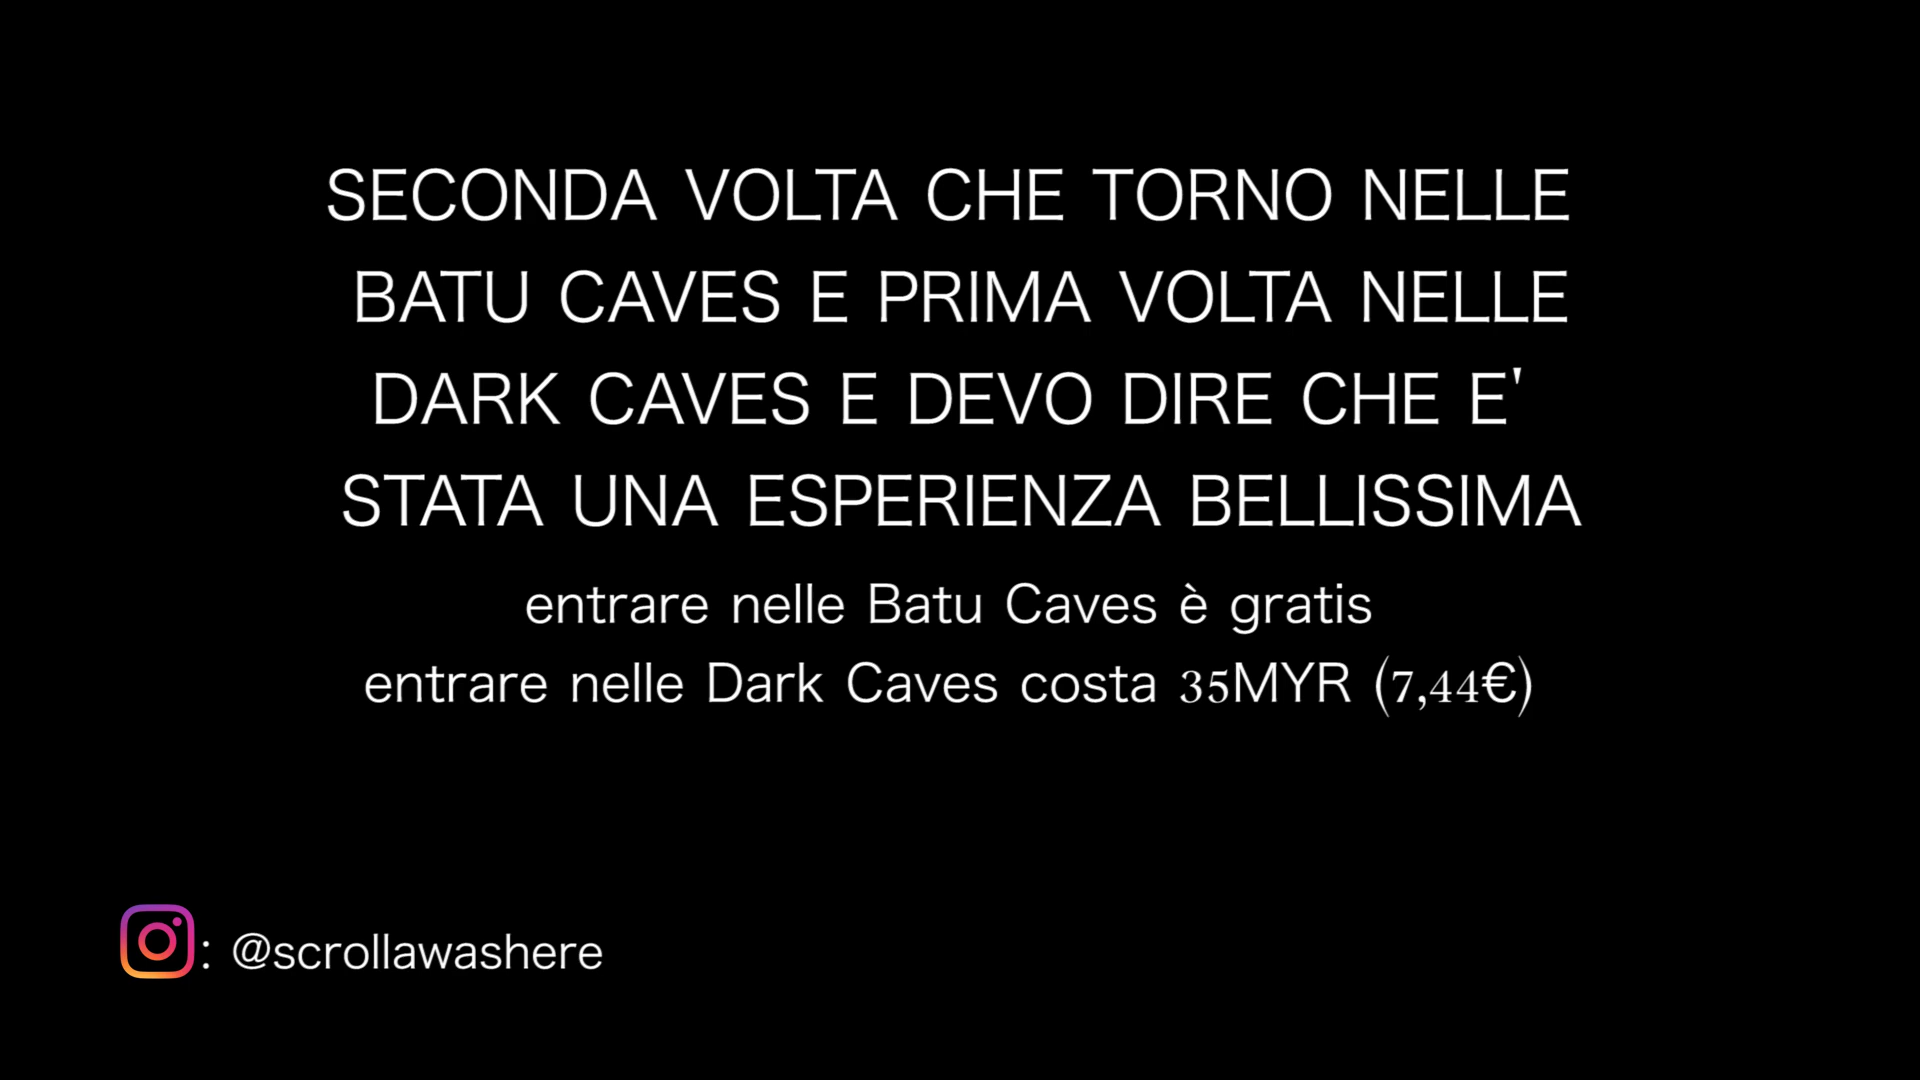 SECONDA VOLTA CHE TORNO NELLE
BATU CAVES E PRIMA VOLTA NELLE
DARK CAVES E DEVO DIRE CHE E'
STATA UNA ESPERIENZA BELLISSIMA
entrare nelle Batu Caves è gratis
entrare nelle Dark Caves costa 35MYR (7,44€)
: @scrollawashere